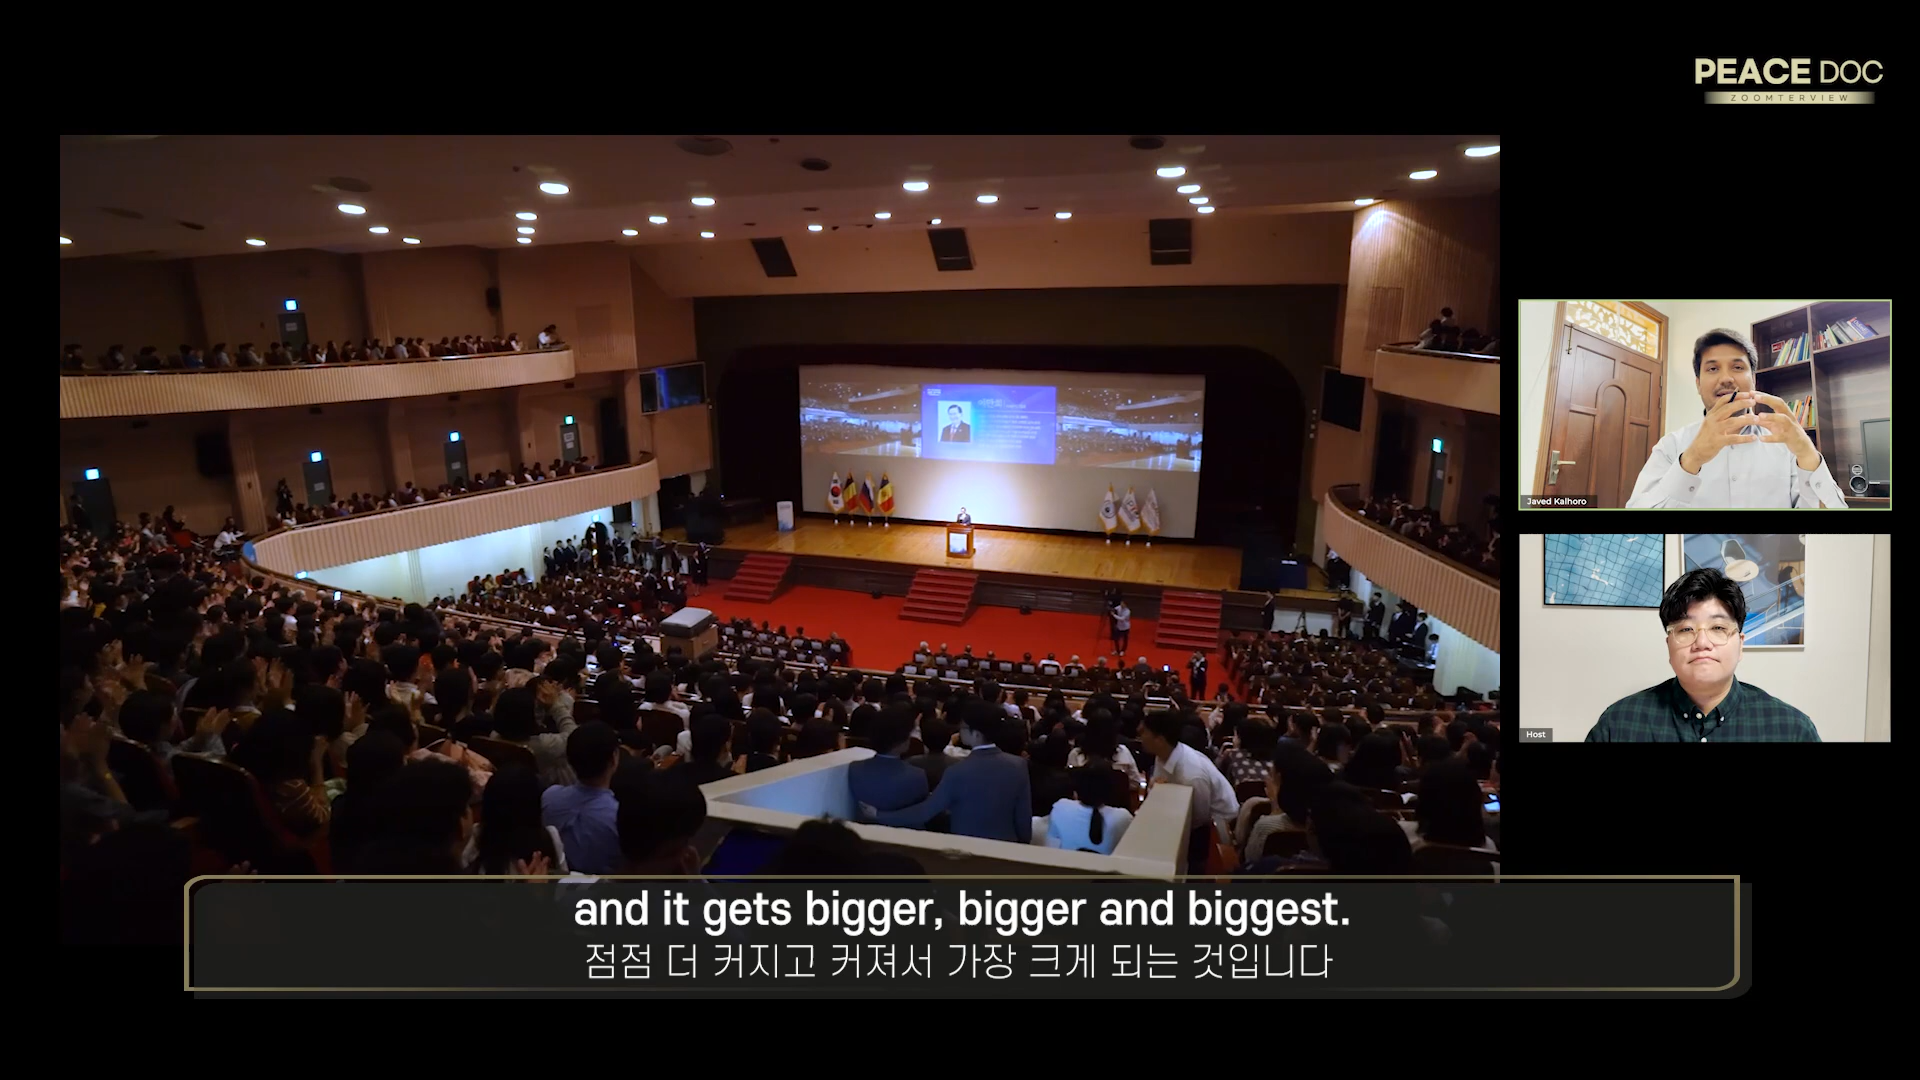 PEACE DOC
ZOOMTERVIEW
Javed Kalhoro
Host
and it gets bigger, bigger and biggest.
점점 더 커지고 커져서 가장 크게 되는 것입니다